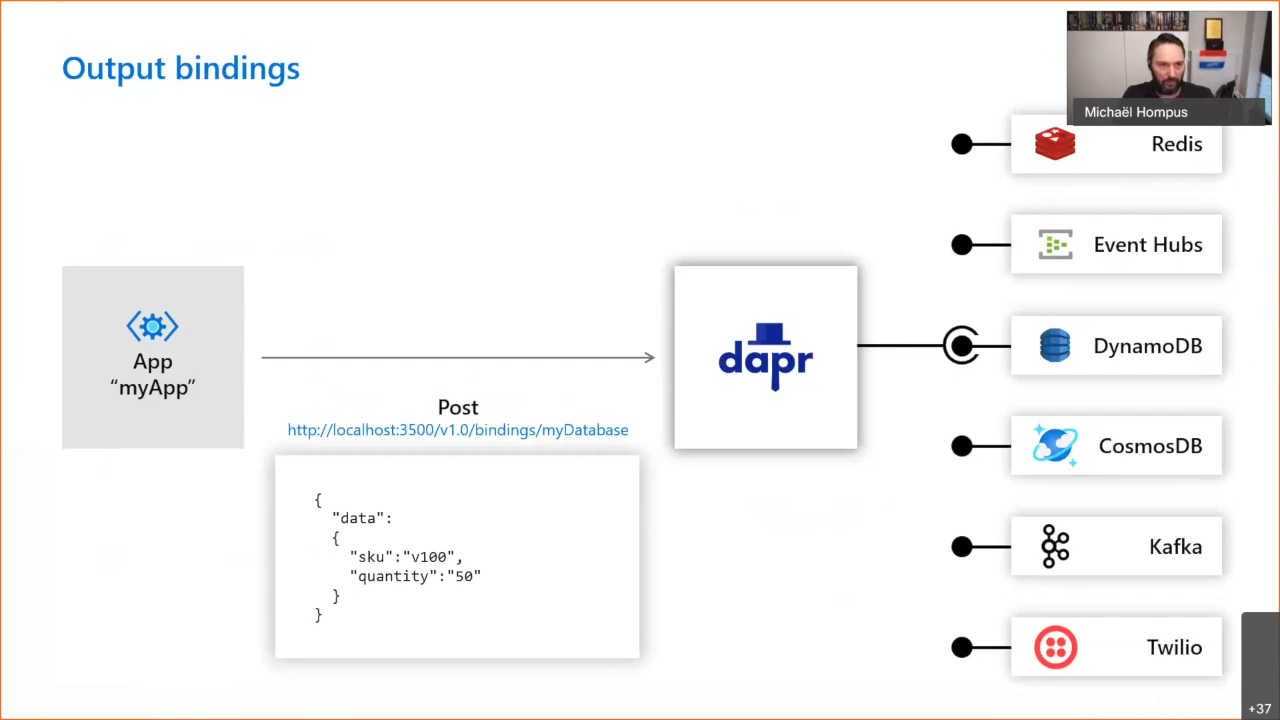 Output bindings
Michaël Hompus
Redis
Event Hubs
App
“myApp”
dapr
DynamoDB
Post
http://localhost:3500/v1.0/bindings/myDatabase
CosmosDB
{
"data":
{
"sku":"v100",
"quantity":"50"
}
}
Kafka
Twilio
+37